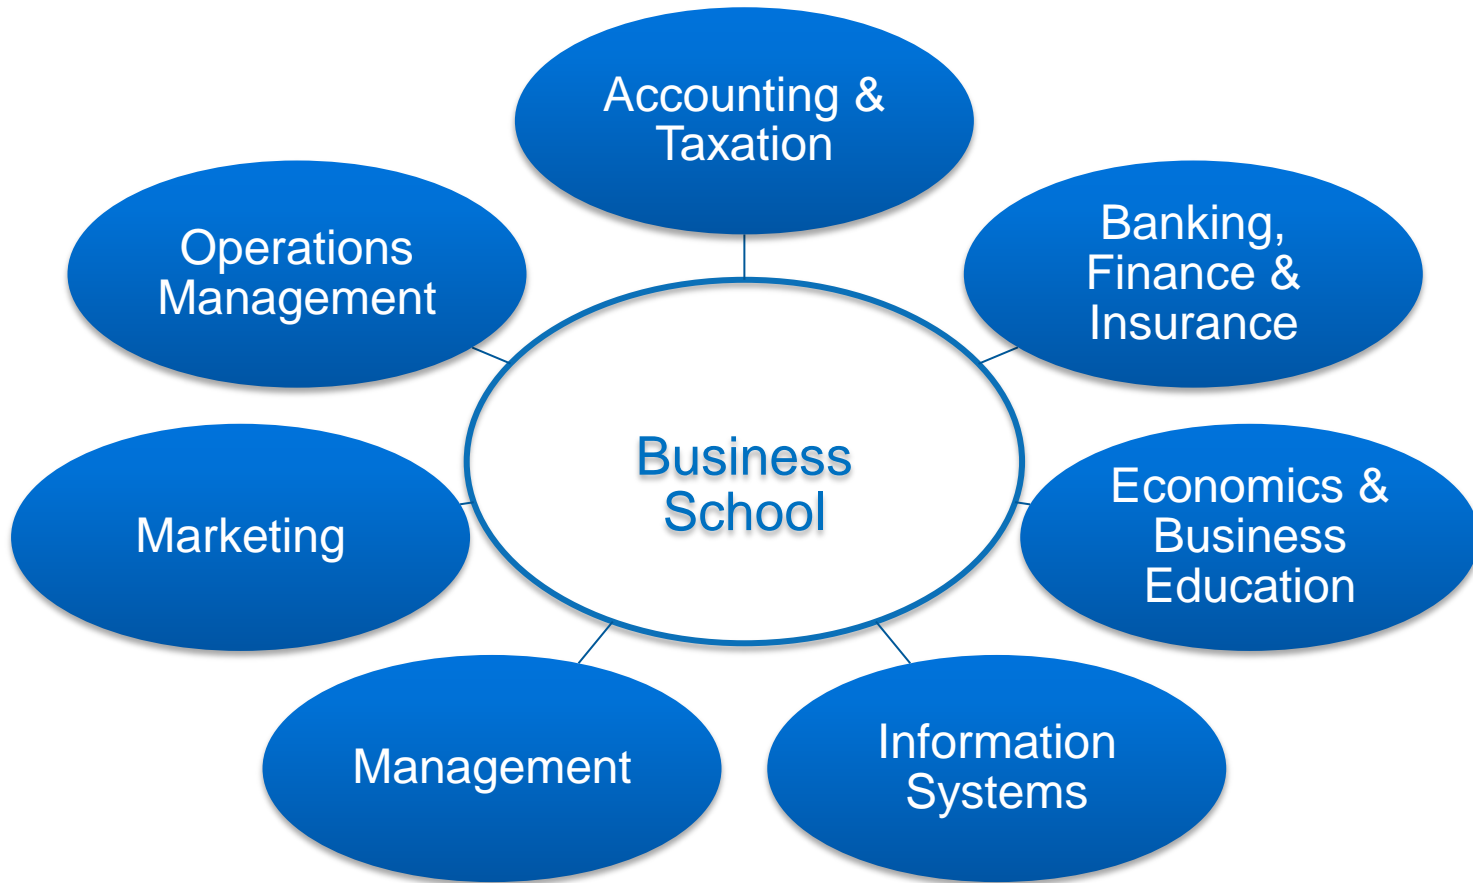 Accounting &
Taxation
Banking,
Finance &
Insurance
Economics &
Business
Education
Information
Systems
Management
Marketing
Operations
Management
Business
School